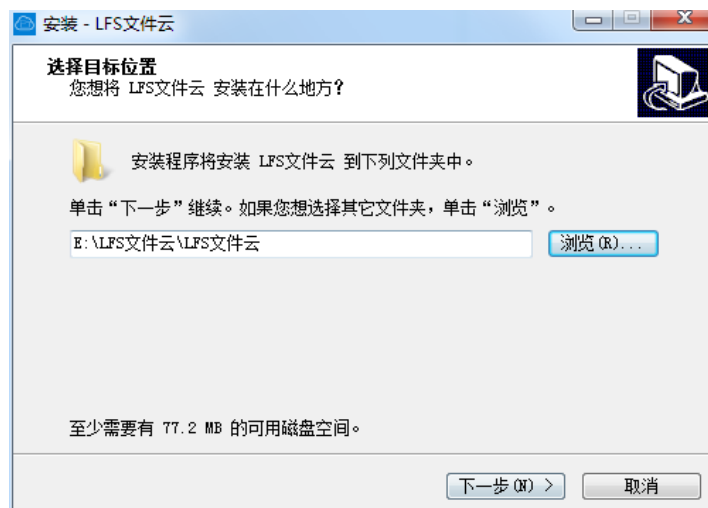 安装 - LFS文件云
选择目标位置
您想将 LFS文件云 安装在什么地方?
安装程序将安装 LFS文件云 到下列文件夹中。
单击“下一步”继续。如果您想选择其它文件夹，单击“浏览”。
E:\LFS文件云\LFS文件云
浏览(R)...
至少需要有 77.2 MB 的可用磁盘空间。
下一步(N) >
取消